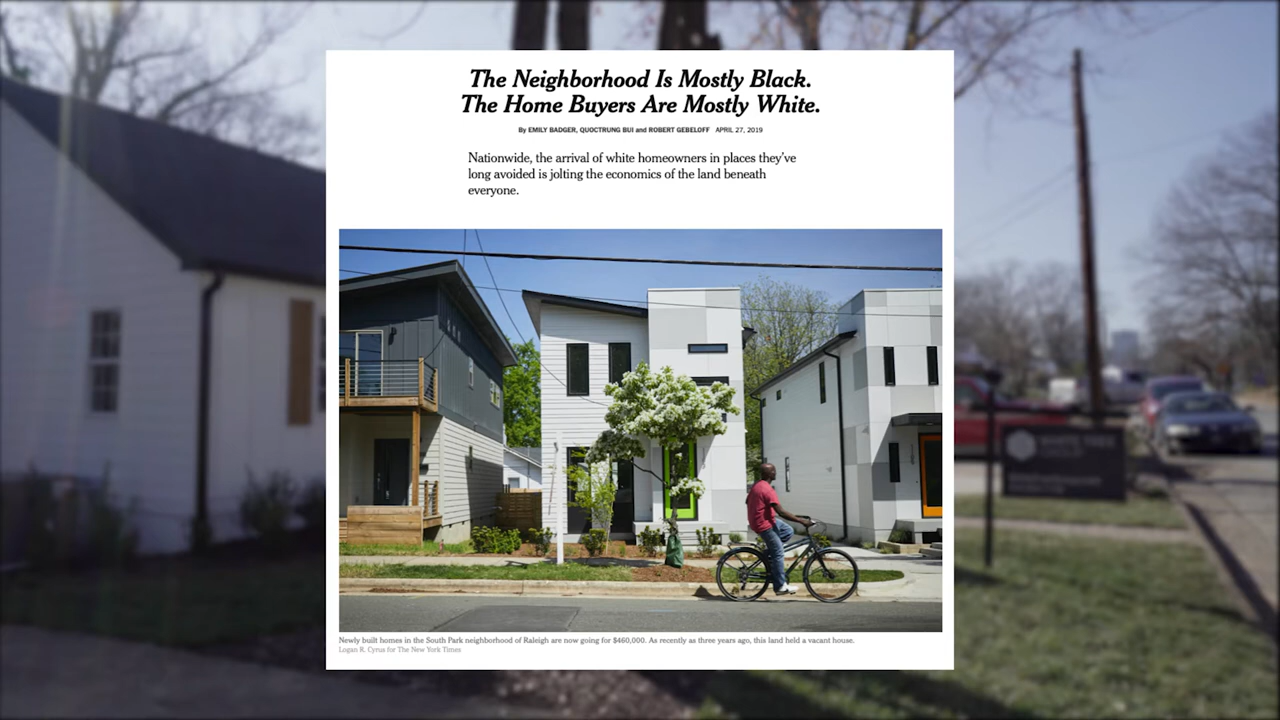 The Neighborhood Is Mostly Black.
The Home Buyers Are Mostly White.
By EMILY BADGER, QUOCTRUNG BUI and ROBERT GEBELOFF APRIL 27, 2019
Nationwide, the arrival of white homeowners in places they've
long avoided is jolting the economics of the land beneath
everyone.
Newly built homes in the South Park neighborhood of Raleigh are now going for $460,000. As recently as three years ago, this land held a vacant house.
Logan R. Cyrus for The New York Times